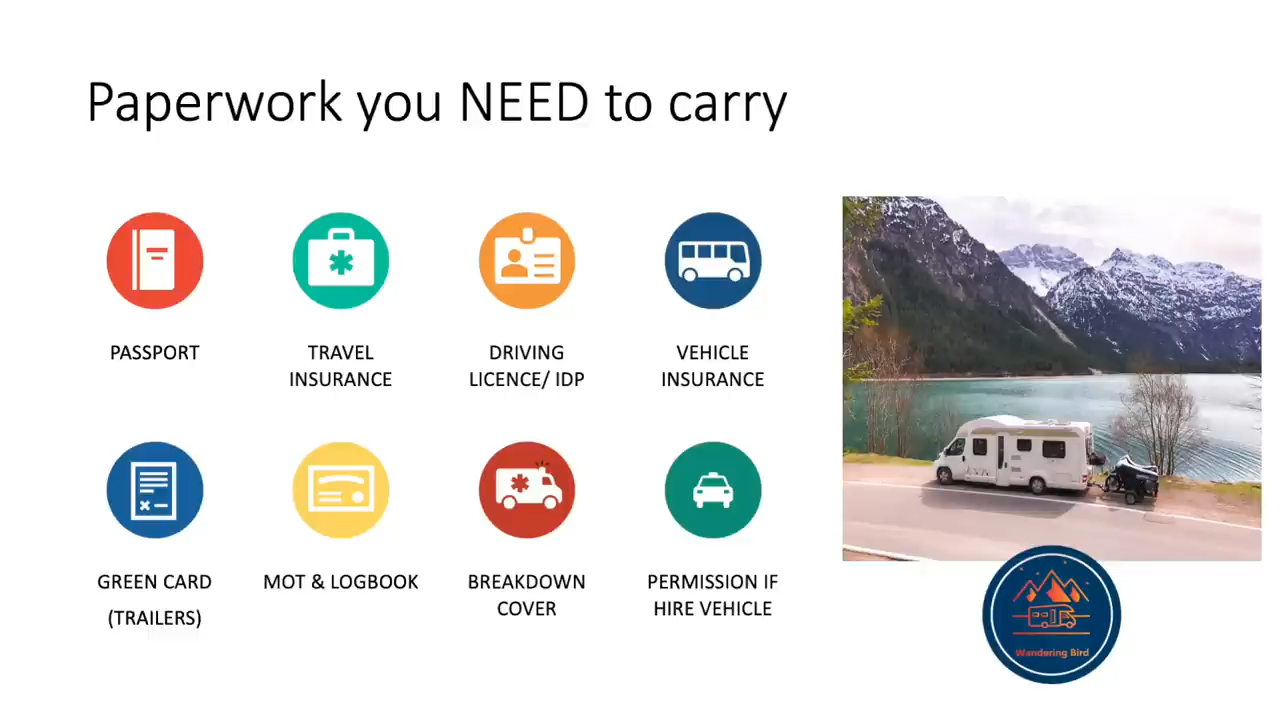 Paperwork you NEED to carry
PASSPORT
TRAVEL
INSURANCE
DRIVING
LICENCE/ IDP
VEHICLE
INSURANCE
GREEN CARD
(TRAILERS)
MOT & LOGBOOK
BREAKDOWN
COVER
PERMISSION IF
HIRE VEHICLE
Wandering Bird